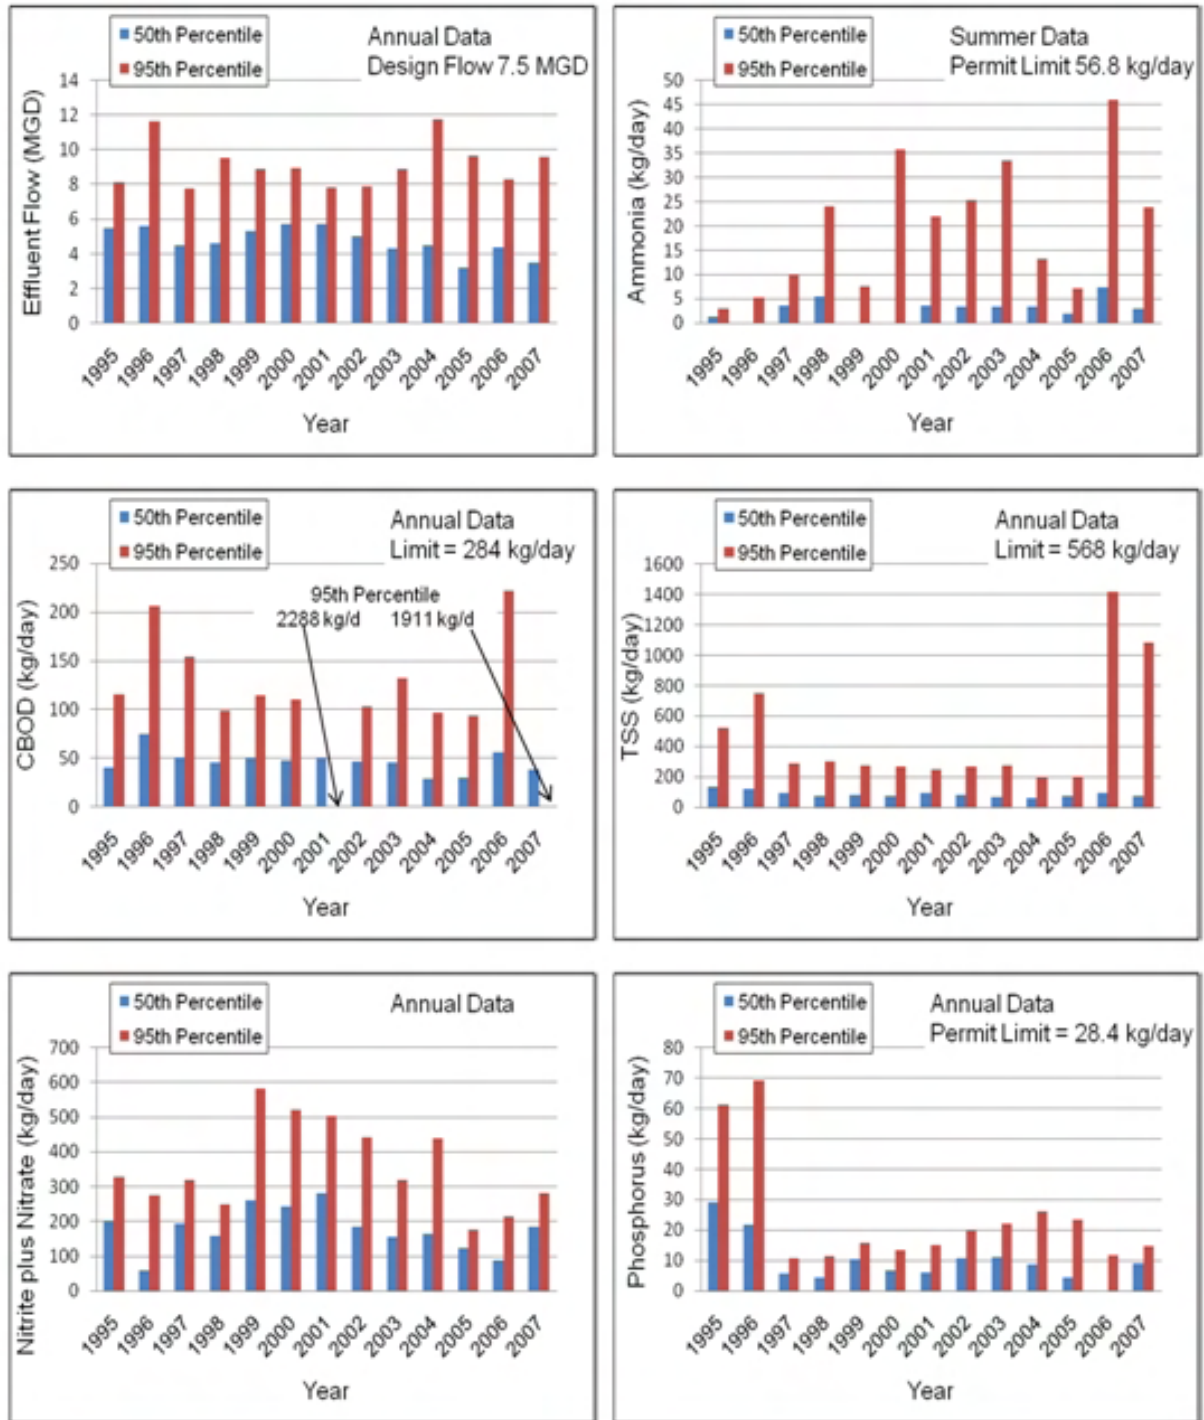 50th Percentile
95th Percentile
Annual Data
Design Flow 7.5 MGD
Effluent Flow (MGD)
14
12
10
8
6
4
2
0
1995 1996 1997 1998 1999 2000 2001 2002 2003 2004 2005 2006 2007
Year
50th Percentile
95th Percentile
Summer Data
Permit Limit 56.8 kg/day
Ammonia (kg/day)
50
45
40
35
30
25
20
15
10
5
0
1995 1996 1997 1998 1999 2000 2001 2002 2003 2004 2005 2006 2007
Year
50th Percentile
95th Percentile
Annual Data
Limit = 284 kg/day
CBOD (kg/day)
250
200
150
100
50
0
95th Percentile
2288 kg/d 1911 kg/d
1995 1996 1997 1998 1999 2000 2001 2002 2003 2004 2005 2006 2007
Year
50th Percentile
95th Percentile
Annual Data
Limit = 568 kg/day
TSS (kg/day)
1600
1400
1200
1000
800
600
400
200
0
1995 1996 1997 1998 1999 2000 2001 2002 2003 2004 2005 2006 2007
Year
50th Percentile
95th Percentile
Annual Data
Nitrite plus Nitrate (kg/day)
700
600
500
400
300
200
100
0
1995 1996 1997 1998 1999 2000 2001 2002 2003 2004 2005 2006 2007
Year
50th Percentile
95th Percentile
Annual Data
Permit Limit = 28.4 kg/day
Phosphorus (kg/day)
80
70
60
50
40
30
20
10
0
1995 1996 1997 1998 1999 2000 2001 2002 2003 2004 2005 2006 2007
Year